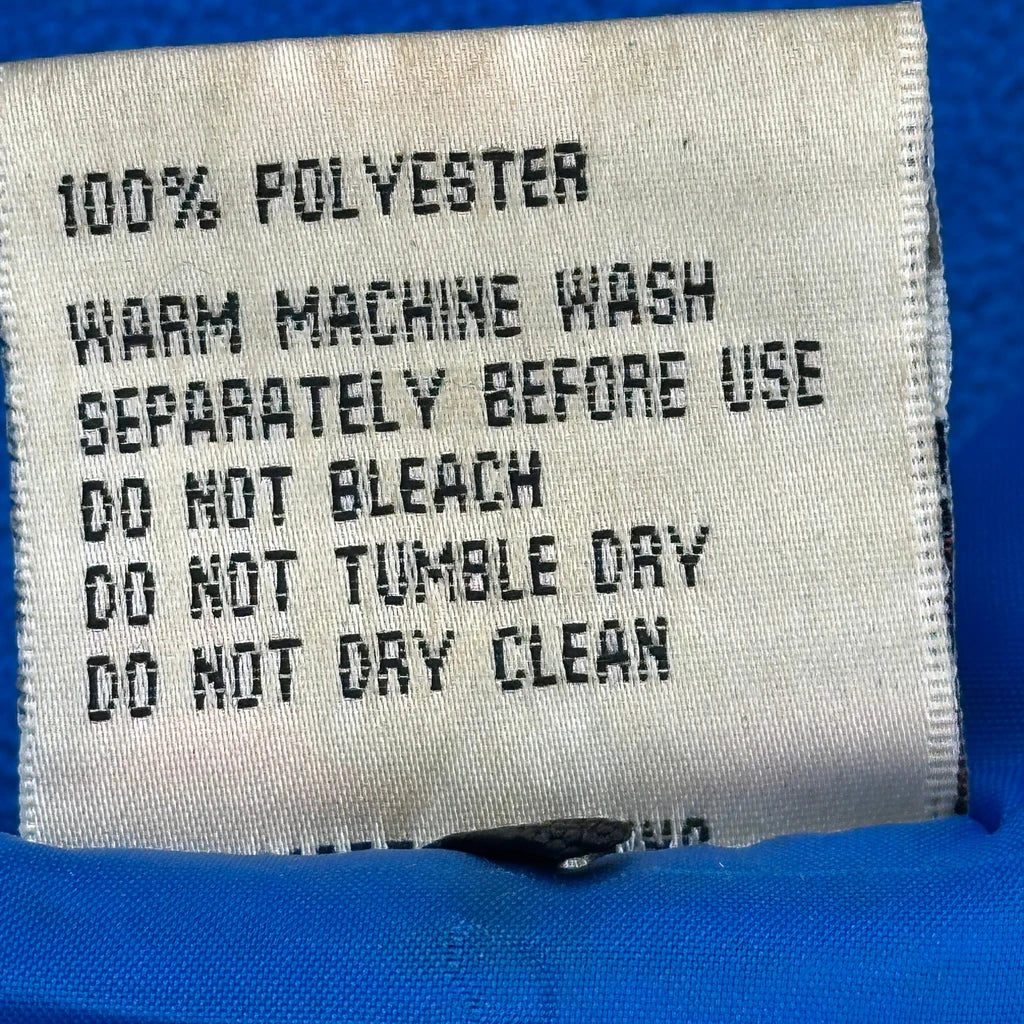 100% POLYESTER
WARM MACHINE WASH
SEPARATELY BEFORE USE
DO NOT BLEACH
DO NOT TUMBLE DRY
DO NOT DRY CLEAN